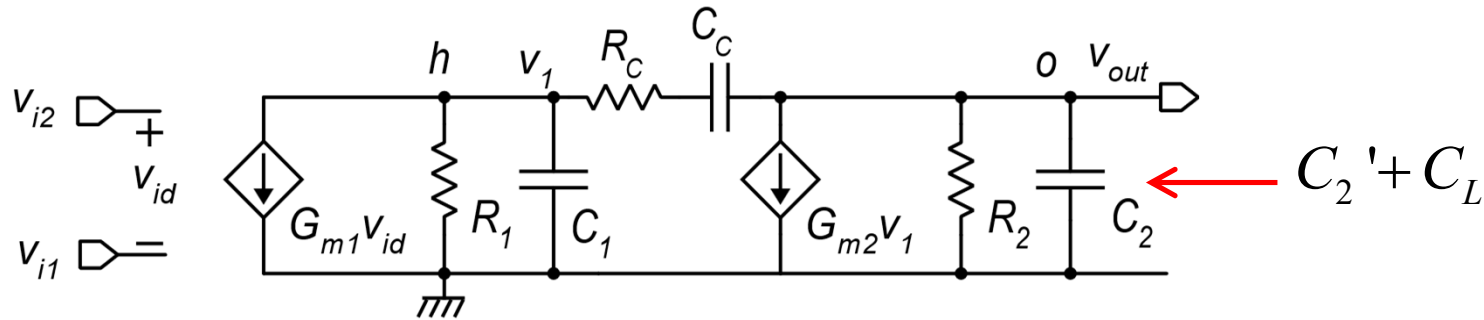 h
v1
RC
CC
o
vout
vi2
+
vid
−
vi1
Gm1vid
R1
C1
Gm2v1
R2
C2
C2'+CL